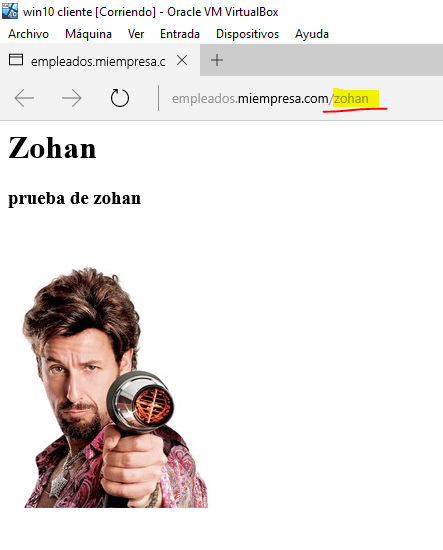 win10 cliente [Corriendo] - Oracle VM VirtualBox
Archivo Máquina Ver Entrada Dispositivos Ayuda
empleados.miempresa.c
empleados.miempresa.com/zohan
Zohan
prueba de zohan